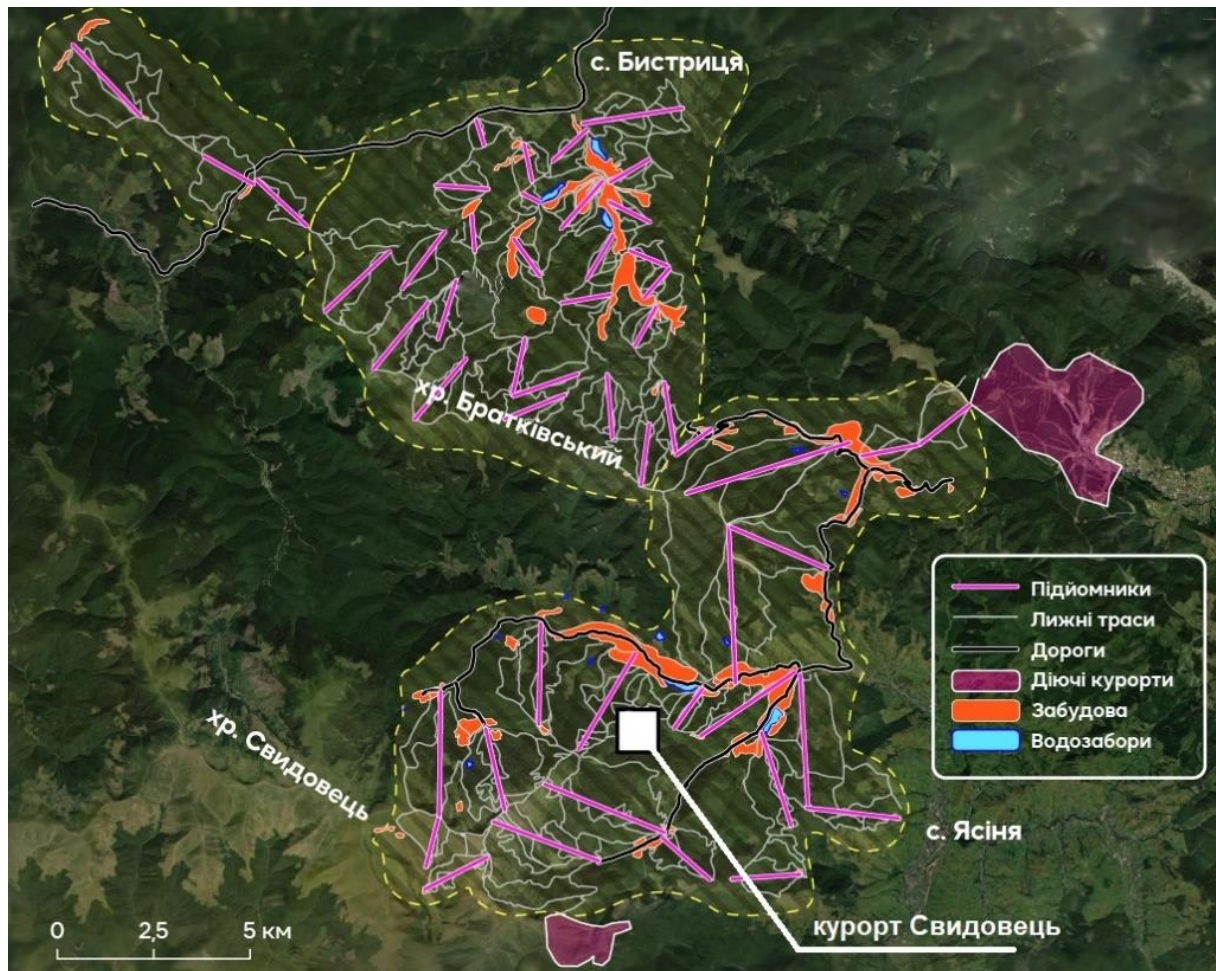 с. Бистриця
хр. Братківський
Підйомники
Лижні траси
Дороги
Діючі курорти
Забудова
Водозабори
хр. Свидовець
с. Ясіня
курорт Свидовець
0 2,5 5 км